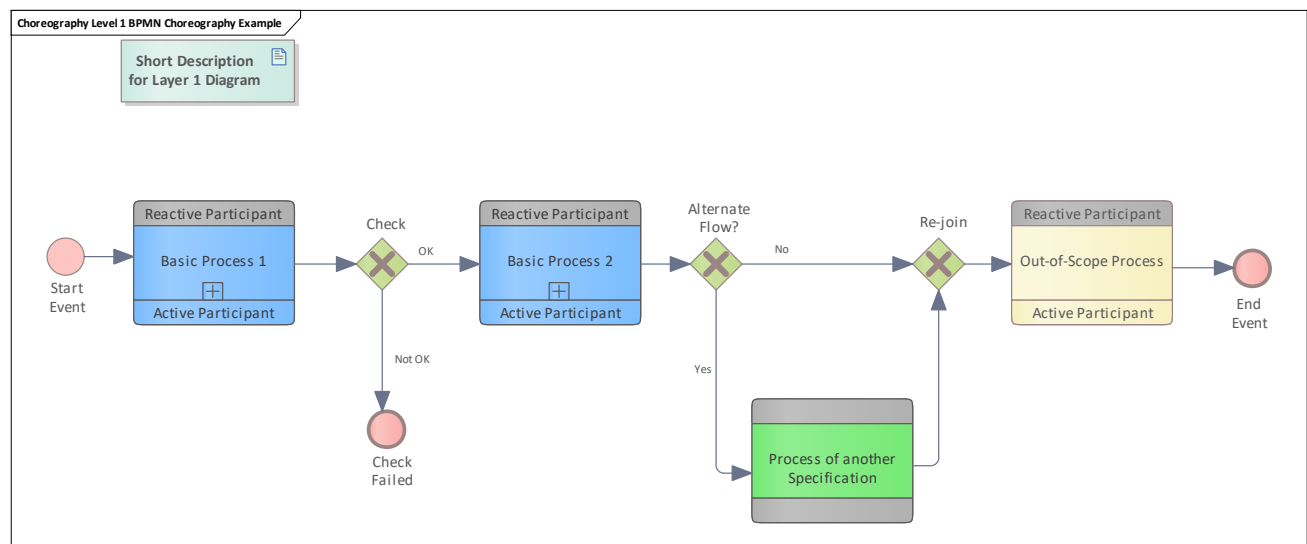 Choreography Level 1 BPMN Choreography Example
Short Description
for Layer 1 Diagram
Start
Event
Reactive Participant
Basic Process 1
Active Participant
Check
OK
Not OK
Check
Failed
Reactive Participant
Basic Process 2
Active Participant
Alternate
Flow?
No
Yes
Process of another
Specification
Re-join
Reactive Participant
Out-of-Scope Process
Active Participant
End
Event